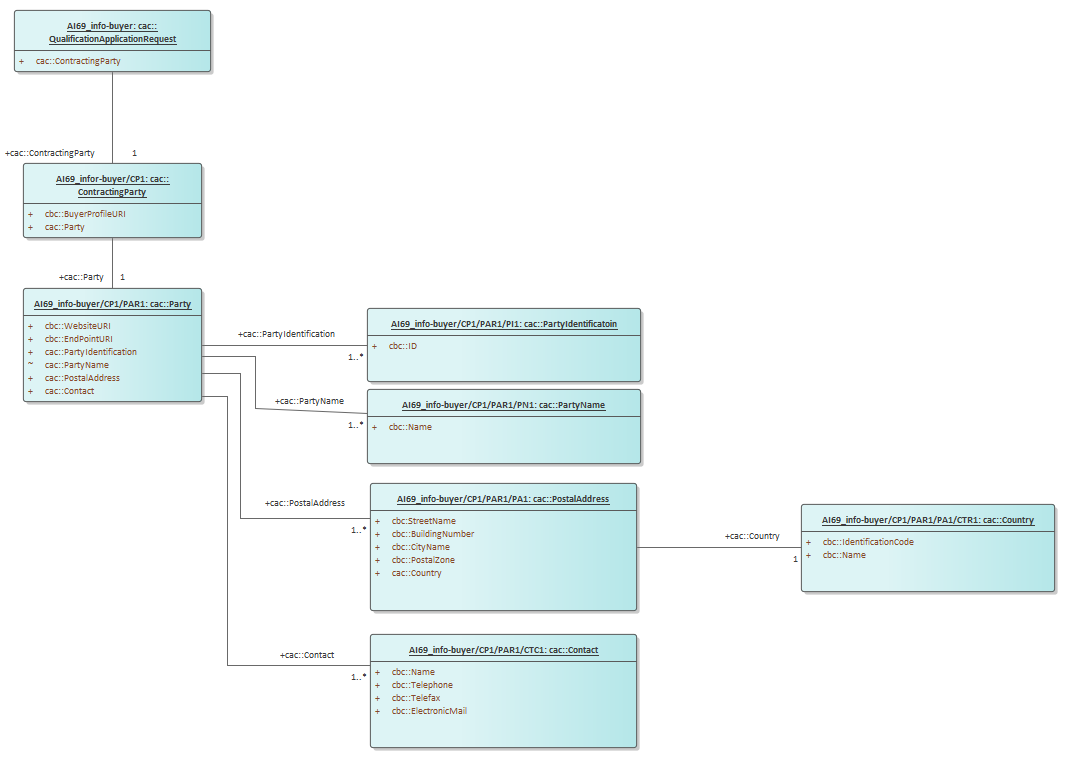 AI69_info-buyer: cac::
QualificationApplicationRequest
+ cac::ContractingParty
+cac::ContractingParty 1
AI69_infor-buyer/CP1: cac::
ContractingParty
+ cbc::BuyerProfileURI
+ cac::Party
+cac::Party 1
AI69_info-buyer/CP1/PAR1: cac::Party
+ cbc::WebsiteURI
+ cbc::EndPointURI
+ cac::PartyIdentification
~ cac::PartyName
+ cac::PostalAddress
+ cac::Contact
+cac::PartyIdentification
1..*
AI69_info-buyer/CP1/PAR1/PI1: cac::PartyIdentificatoin
+ cbc::ID
+cac::PartyName
1..*
AI69_info-buyer/CP1/PAR1/PN1: cac::PartyName
+ cbc::Name
+cac::PostalAddress
1..*
AI69_info-buyer/CP1/PAR1/PA1: cac::PostalAddress
+ cbc:StreetName
+ cbc::BuildingNumber
+ cbc::CityName
+ cbc::PostalZone
+ cac::Country
+cac::Country
1
AI69_info-buyer/CP1/PAR1/PA1/CTR1: cac::Country
+ cbc::IdentificationCode
+ cbc::Name
+cac::Contact
1..*
AI69_info-buyer/CP1/PAR1/CTC1: cac::Contact
+ cbc::Name
+ cbc::Telephone
+ cbc::Telefax
+ cbc::ElectronicMail